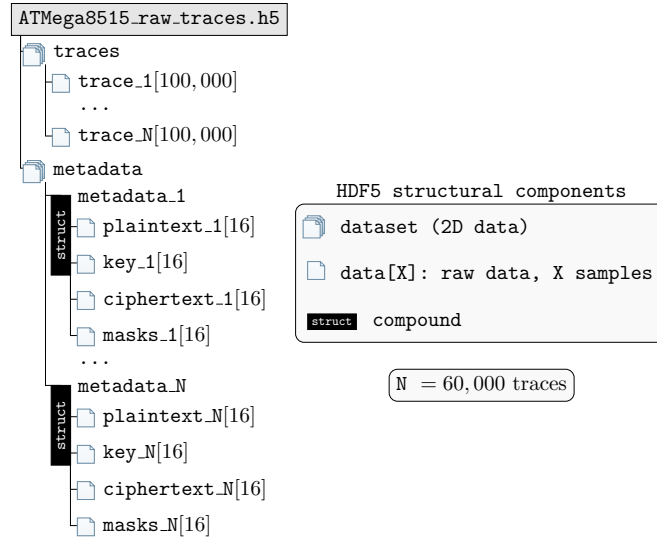 ATMega8515_raw_traces.h5
traces
trace_1[100,000]
...
trace_N[100,000]
metadata
metadata_1
struct
plaintext_1[16]
key_1[16]
ciphertext_1[16]
masks_1[16]
...
metadata_N
struct
plaintext_N[16]
key_N[16]
ciphertext_N[16]
masks_N[16]
HDF5 structural components
dataset (2D data)
data[X]: raw data, X samples
struct compound
N = 60,000 traces